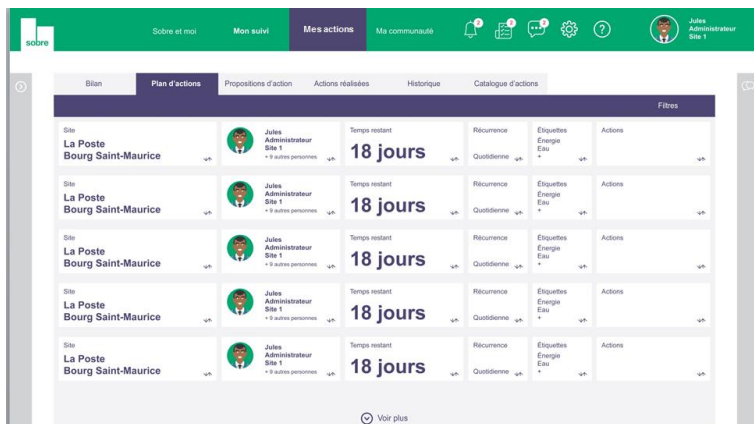 sobre
Sobre et moi
Mon suivi
Mes actions
Ma communauté
2
2
2
?
Jules
Administrateur
Site 1
Bilan
Plan d'actions
Propositions d'action
Actions réalisées
Historique
Catalogue d'actions
Filtres
Site
La Poste
Bourg Saint-Maurice
Jules
Administrateur
Site 1
+ 9 autres personnes
Temps restant
18 jours
Récurrence
Quotidienne
Étiquettes
Énergie
Eau
+
Actions
Site
La Poste
Bourg Saint-Maurice
Jules
Administrateur
Site 1
+ 9 autres personnes
Temps restant
18 jours
Récurrence
Quotidienne
Étiquettes
Énergie
Eau
+
Actions
Site
La Poste
Bourg Saint-Maurice
Jules
Administrateur
Site 1
+ 9 autres personnes
Temps restant
18 jours
Récurrence
Quotidienne
Étiquettes
Énergie
Eau
+
Actions
Site
La Poste
Bourg Saint-Maurice
Jules
Administrateur
Site 1
+ 9 autres personnes
Temps restant
18 jours
Récurrence
Quotidienne
Étiquettes
Énergie
Eau
+
Actions
Site
La Poste
Bourg Saint-Maurice
Jules
Administrateur
Site 1
+ 9 autres personnes
Temps restant
18 jours
Récurrence
Quotidienne
Étiquettes
Énergie
Eau
+
Actions
Voir plus